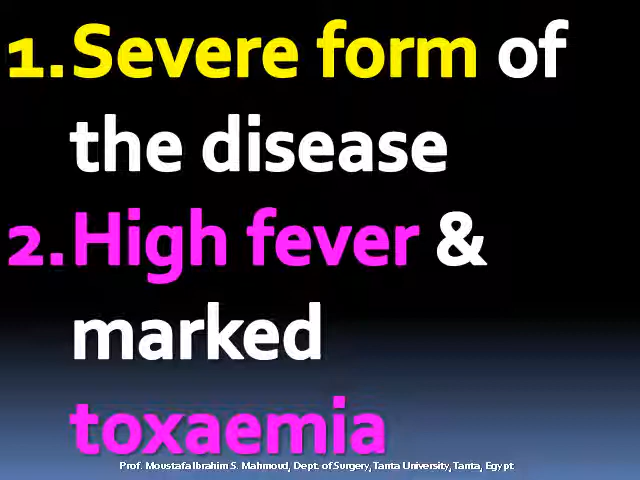 1. Severe form of
the disease
2. High fever &
marked
toxaemia
Prof. Moustafa Ibrahim S. Mahmoud, Dept. of Surgery, Tanta University, Tanta, Egypt